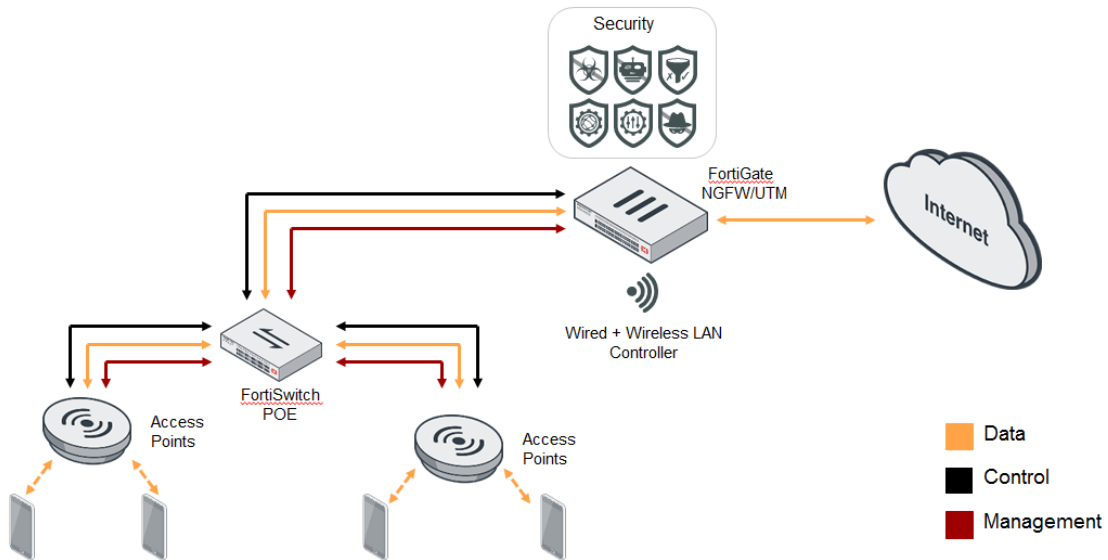 Security
FortiGate
NGFW/UTM
Internet
Wired + Wireless LAN
Controller
FortiSwitch
POE
Access
Points
Access
Points
Data
Control
Management